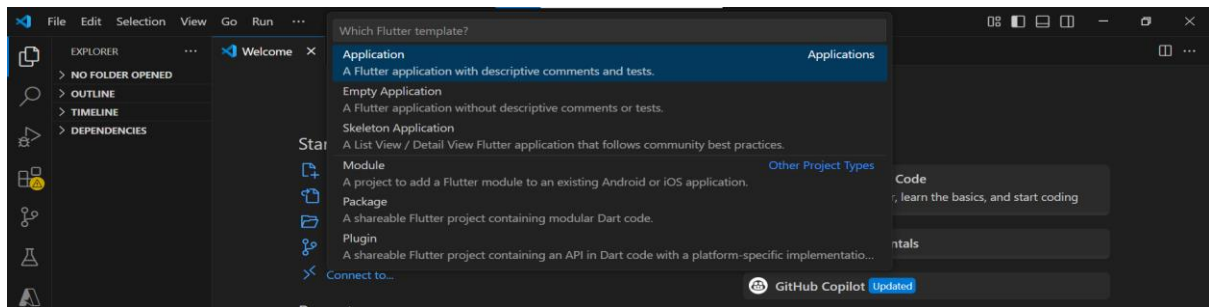 File Edit Selection View Go Run ...
Which Flutter template?
EXPLORER ...
Welcome
NO FOLDER OPENED
OUTLINE
TIMELINE
DEPENDENCIES
Application Applications
A Flutter application with descriptive comments and tests.
Empty Application
A Flutter application without descriptive comments or tests.
Skeleton Application
A List View / Detail View Flutter application that follows community best practices.
Module Other Project Types
A project to add a Flutter module to an existing Android or iOS application.
Package
A shareable Flutter project containing modular Dart code.
Plugin
A shareable Flutter project containing an API in Dart code with a platform-specific implementatio...
Star
Connect to...
Code
, learn the basics, and start coding
ntals
GitHub Copilot Updated